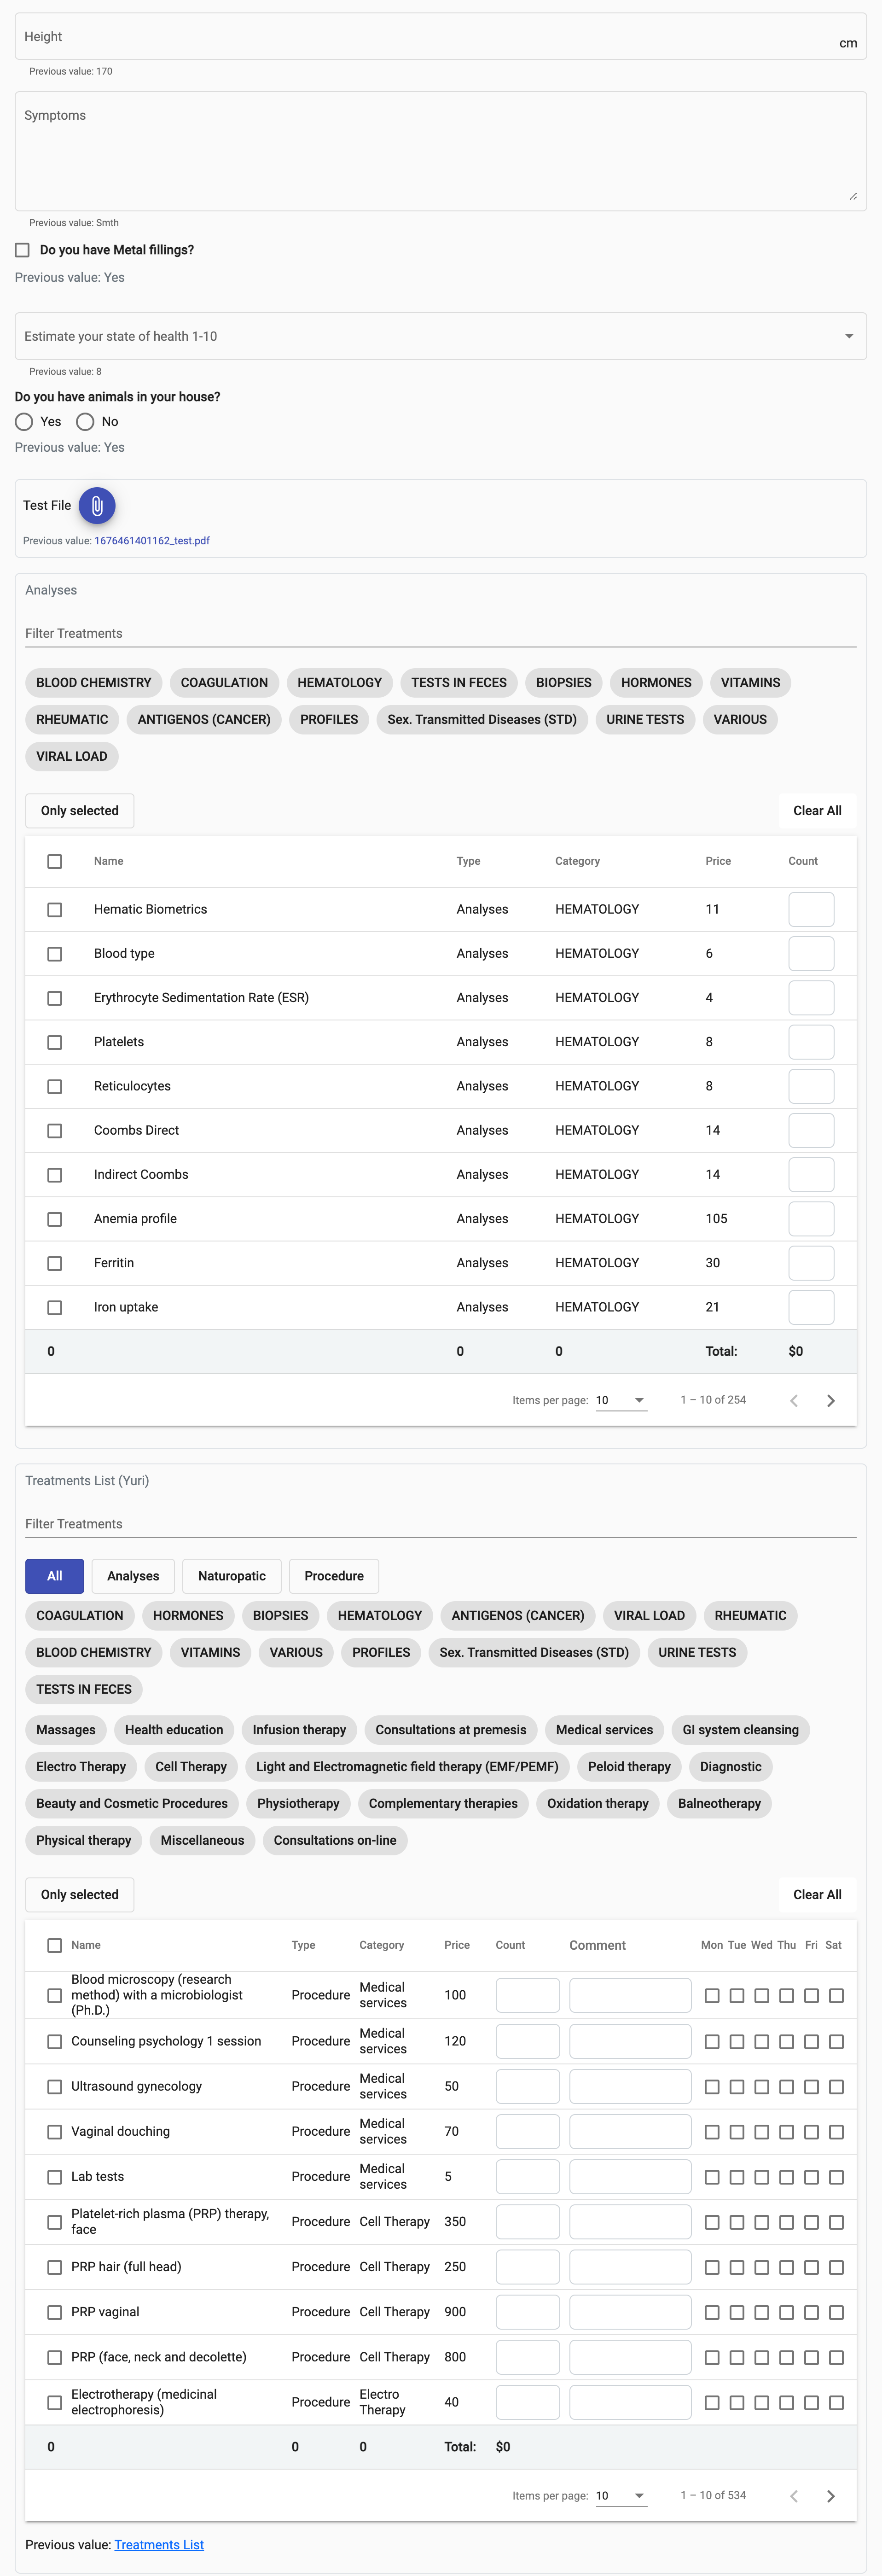 Height
cm
Previous value: 170
Symptoms
Previous value: Smth
Do you have Metal fillings?
Previous value: Yes
Estimate your state of health 1-10
Previous value: 8
Do you have animals in your house?
Yes No
Previous value: Yes
Test File
Previous value: 1676461401162_test.pdf
Analyses
Filter Treatments
BLOOD CHEMISTRY COAGULATION HEMATOLOGY TESTS IN FECES BIOPSIES HORMONES VITAMINS
RHEUMATIC ANTIGENOS (CANCER) PROFILES Sex. Transmitted Diseases (STD) URINE TESTS VARIOUS
VIRAL LOAD
Only selected Clear All
Name Type Category Price Count
Hematic Biometrics Analyses HEMATOLOGY 11
Blood type Analyses HEMATOLOGY 6
Erythrocyte Sedimentation Rate (ESR) Analyses HEMATOLOGY 4
Platelets Analyses HEMATOLOGY 8
Reticulocytes Analyses HEMATOLOGY 8
Coombs Direct Analyses HEMATOLOGY 14
Indirect Coombs Analyses HEMATOLOGY 14
Anemia profile Analyses HEMATOLOGY 105
Ferritin Analyses HEMATOLOGY 30
Iron uptake Analyses HEMATOLOGY 21
0 0 0 Total: $0
Items per page: 10 1 – 10 of 254
Treatments List (Yuri)
Filter Treatments
All Analyses Naturopatic Procedure
COAGULATION HORMONES BIOPSIES HEMATOLOGY ANTIGENOS (CANCER) VIRAL LOAD RHEUMATIC
BLOOD CHEMISTRY VITAMINS VARIOUS PROFILES Sex. Transmitted Diseases (STD) URINE TESTS
TESTS IN FECES
Massages Health education Infusion therapy Consultations at premesis Medical services GI system cleansing
Electro Therapy Cell Therapy Light and Electromagnetic field therapy (EMF/PEMF) Peloid therapy Diagnostic
Beauty and Cosmetic Procedures Physiotherapy Complementary therapies Oxidation therapy Balneotherapy
Physical therapy Miscellaneous Consultations on-line
Only selected Clear All
Name Type Category Price Count Comment Mon Tue Wed Thu Fri Sat
Blood microscopy (research
method) with a microbiologist
(Ph.D.)
Procedure
Medical
services
100
Counseling psychology 1 session Procedure
Medical
services
120
Ultrasound gynecology Procedure
Medical
services
50
Vaginal douching Procedure
Medical
services
70
Lab tests Procedure
Medical
services
5
Platelet-rich plasma (PRP) therapy,
face
Procedure Cell Therapy 350
PRP hair (full head) Procedure Cell Therapy 250
PRP vaginal Procedure Cell Therapy 900
PRP (face, neck and decolette) Procedure Cell Therapy 800
Electrotherapy (medicinal
electrophoresis)
Procedure
Electro
Therapy
40
0 0 0 Total: $0
Items per page: 10 1 – 10 of 534
Previous value: Treatments List